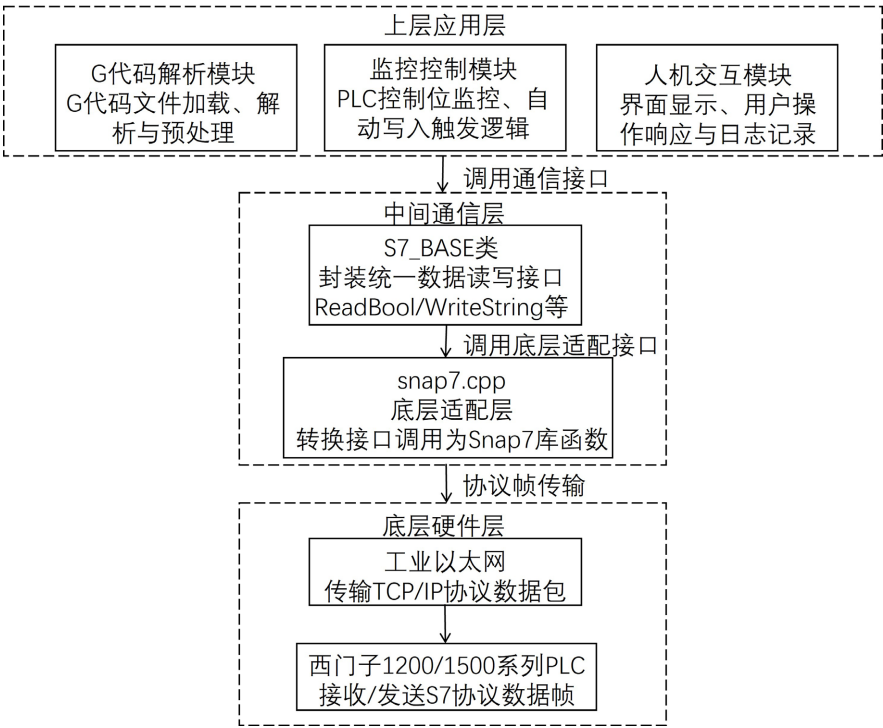 上层应用层
G代码解析模块
G代码文件加载、解
析与预处理
监控控制模块
PLC控制位监控、自
动写入触发逻辑
人机交互模块
界面显示、用户操
作响应与日志记录
调用通信接口
中间通信层
S7_BASE类
封装统一数据读写接口
ReadBool/WriteString等
调用底层适配接口
snap7.cpp
底层适配层
转换接口调用为Snap7库函数
协议帧传输
底层硬件层
工业以太网
传输TCP/IP协议数据包
西门子1200/1500系列PLC
接收/发送S7协议数据帧